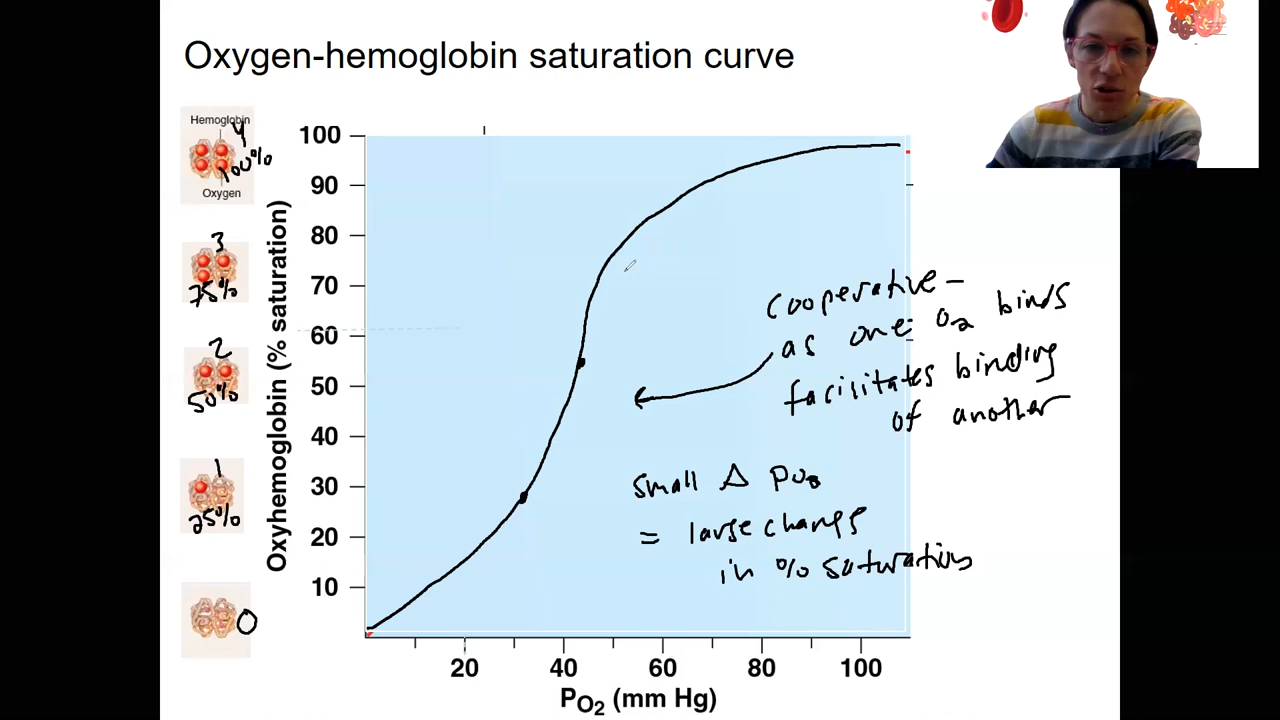 Oxygen-hemoglobin saturation curve
Hemoglobin
4
100%
Oxygen
3
75%
2
50%
1
25%
0
Oxyhemoglobin (% saturation)
100
90
80
70
60
50
40
30
20
10
cooperative-
as one O2 binds
facilitates binding
of another
small Δ PO2
= large change
in % saturation
20 40 60 80 100
PO2 (mm Hg)